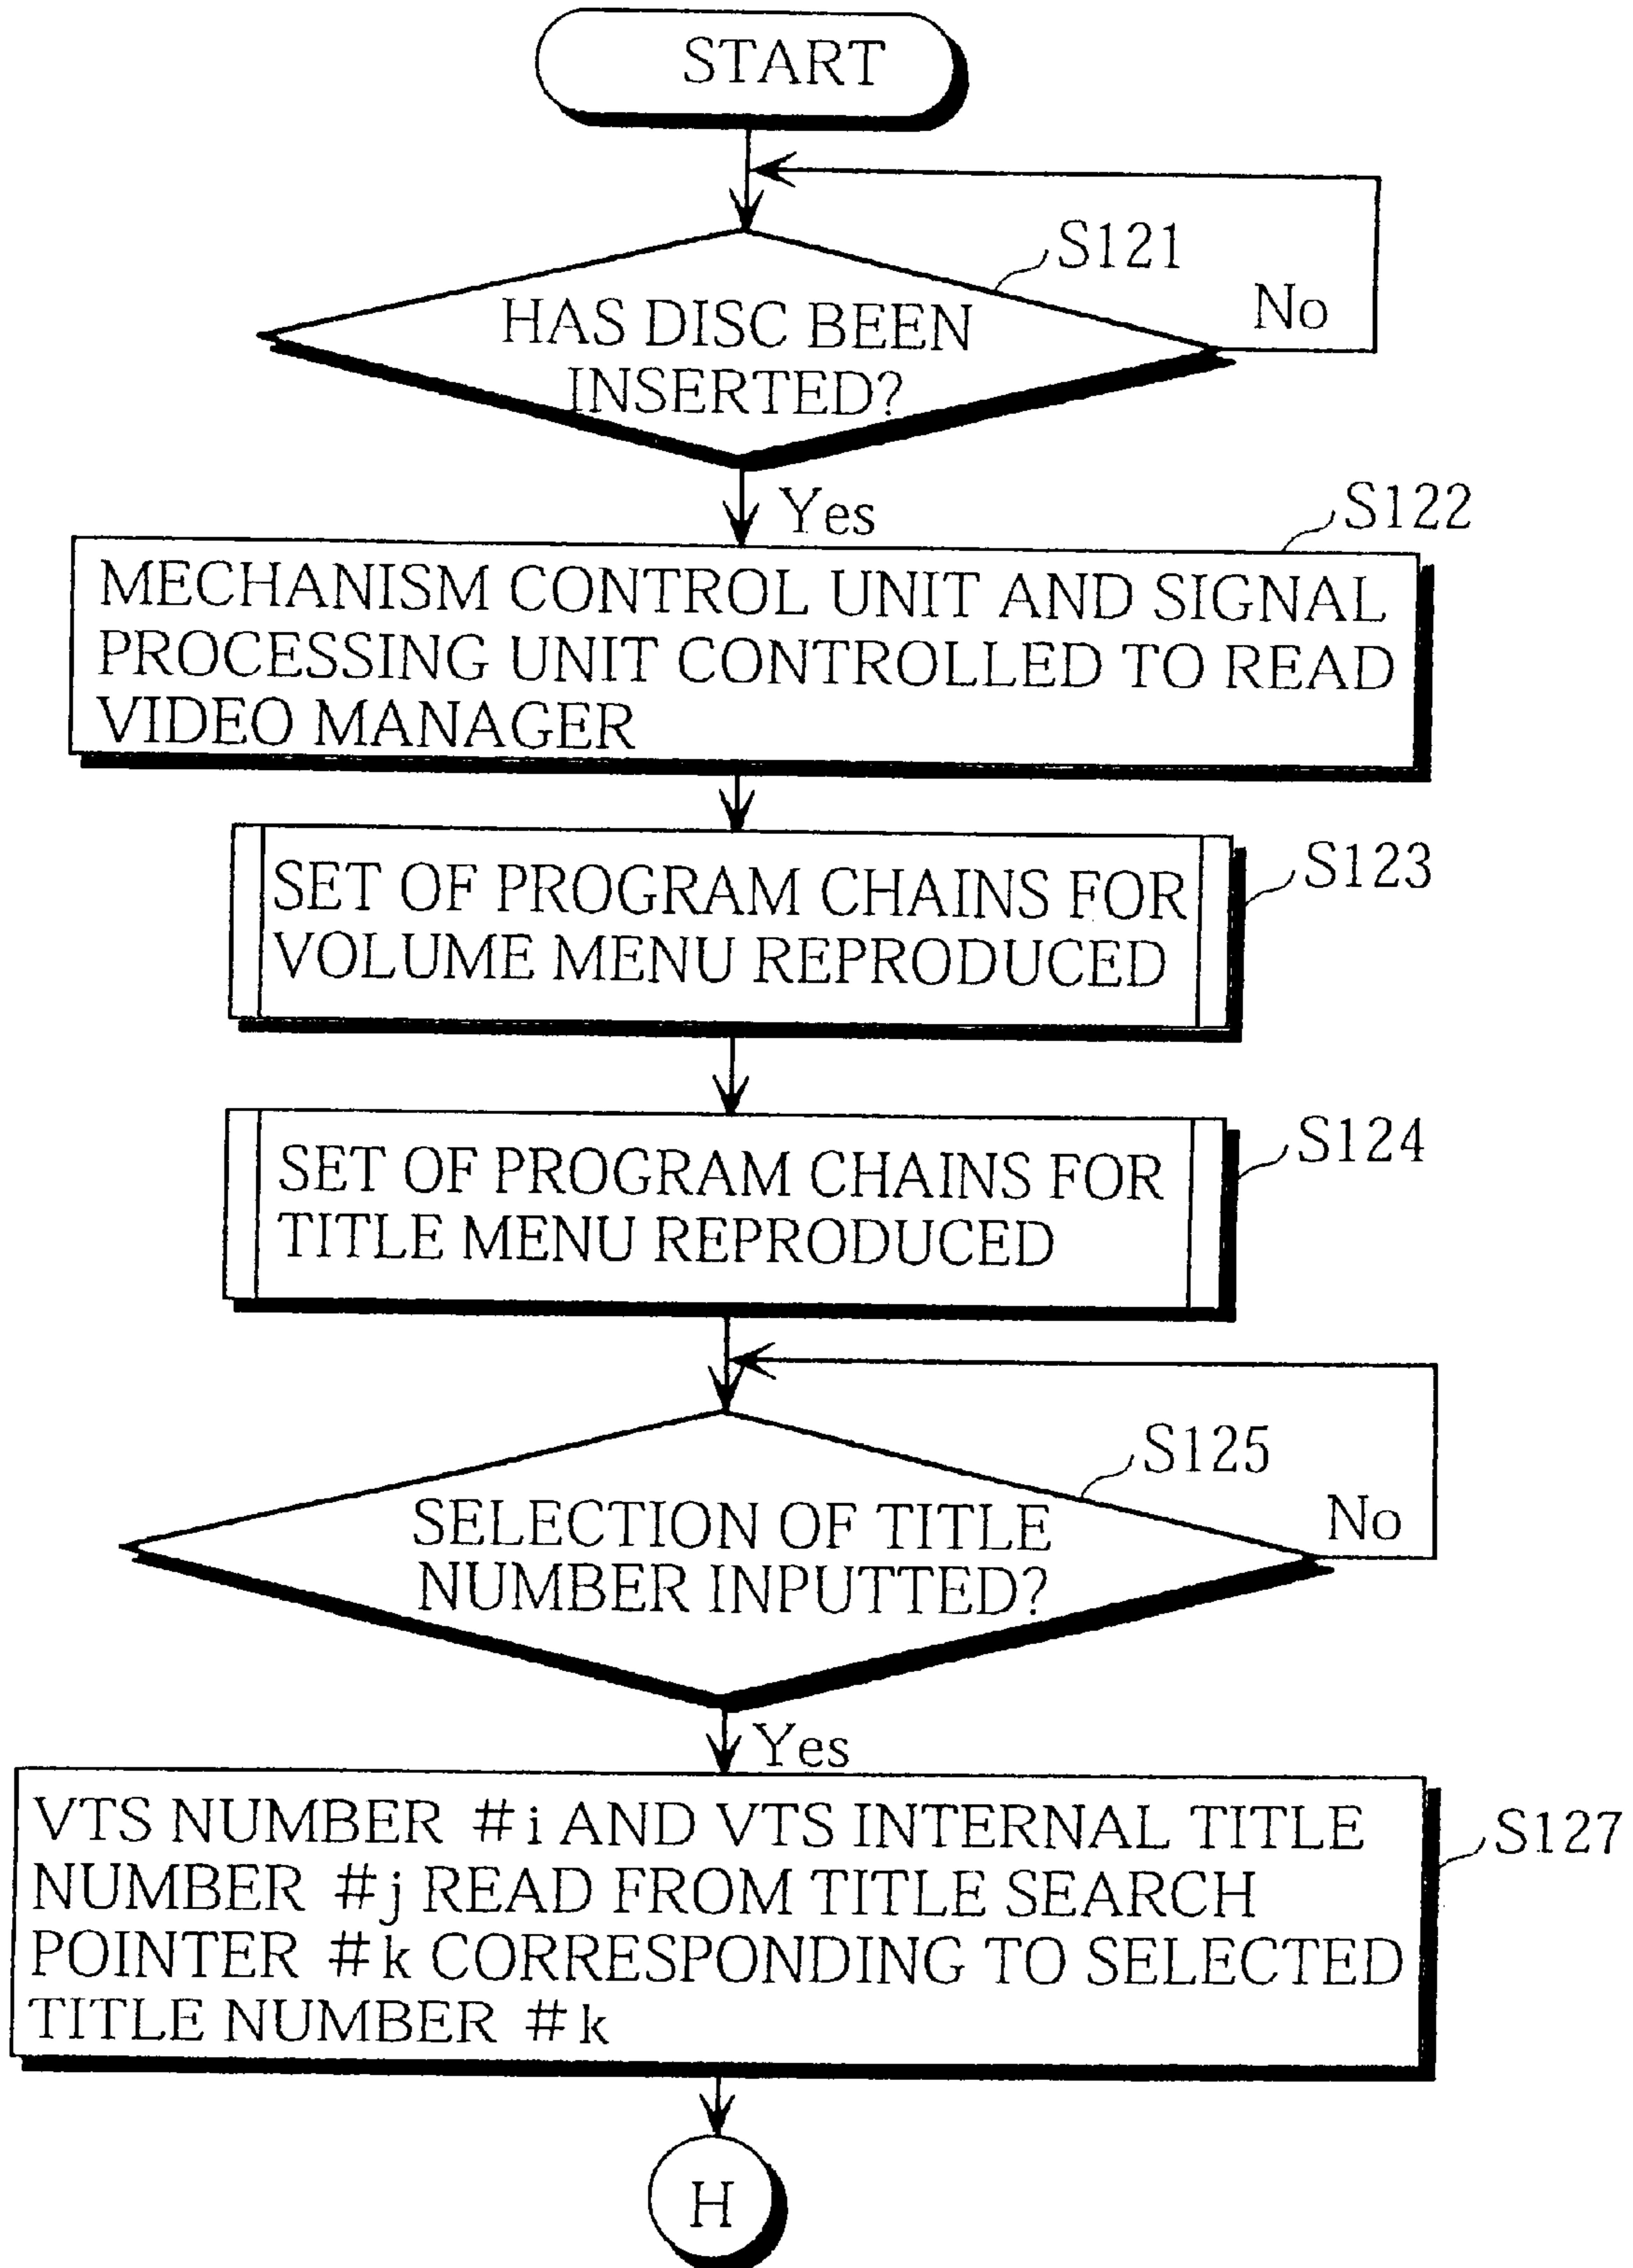 START
S121
No
HAS DISC BEEN
INSERTED?
Yes
S122
MECHANISM CONTROL UNIT AND SIGNAL
PROCESSING UNIT CONTROLLED TO READ
VIDEO MANAGER
S123
SET OF PROGRAM CHAINS FOR
VOLUME MENU REPRODUCED
S124
SET OF PROGRAM CHAINS FOR
TITLE MENU REPRODUCED
S125
No
SELECTION OF TITLE
NUMBER INPUTTED?
Yes
S127
VTS NUMBER #i AND VTS INTERNAL TITLE
NUMBER #j READ FROM TITLE SEARCH
POINTER #k CORRESPONDING TO SELECTED
TITLE NUMBER #k
H